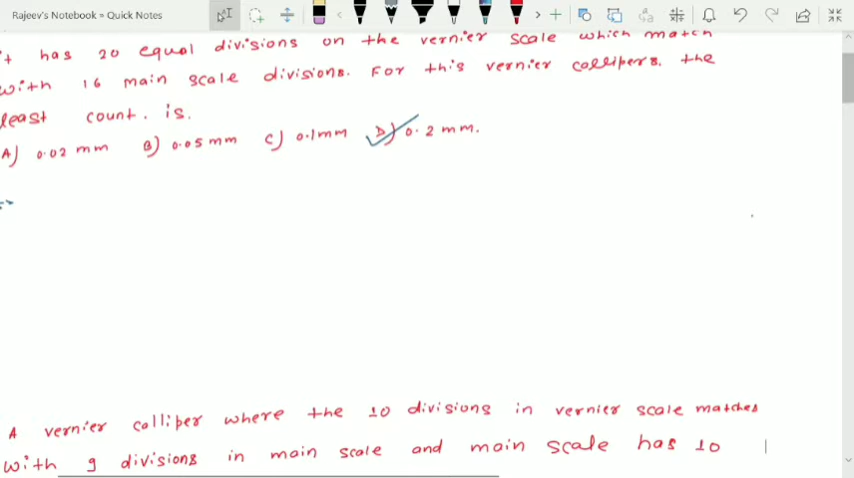 Rajeev's Notebook > Quick Notes
it has 20 equal divisions on the vernier scale which match
with 16 main scale divisions. For this vernier callipers. the
least count. is.
A) 0.02 mm B) 0.05 mm C) 0.1mm D) 0.2 mm.
A vernier calliper where the 10 divisions in vernier scale matches
with 9 divisions in main scale and main scale has 10